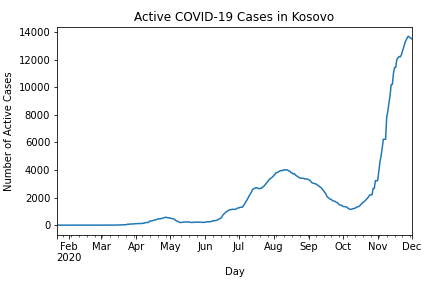 Active COVID-19 Cases in Kosovo
14000
12000
10000
8000
6000
4000
2000
0
Number of Active Cases
Feb Mar Apr May Jun Jul Aug Sep Oct Nov Dec
2020
Day